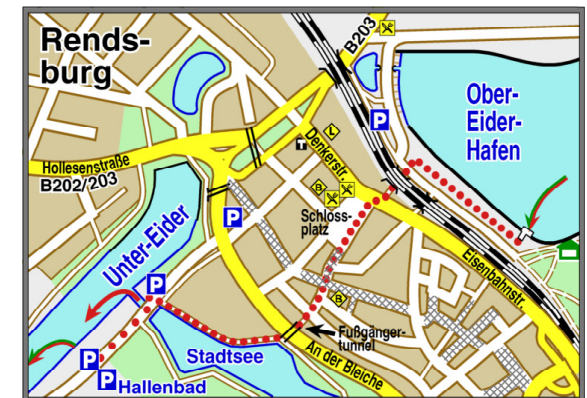 Rends-
burg
B203
P
Ober-
Eider-
Hafen
L
T
Denkerstr.
Hollesenstraße
B202/203
Schloss-
platz
P
Unter-Eider
Eisenbahnstr.
P
B
Fußgänger-
tunnel
Stadtsee
An der Bleiche
P
P Hallenbad